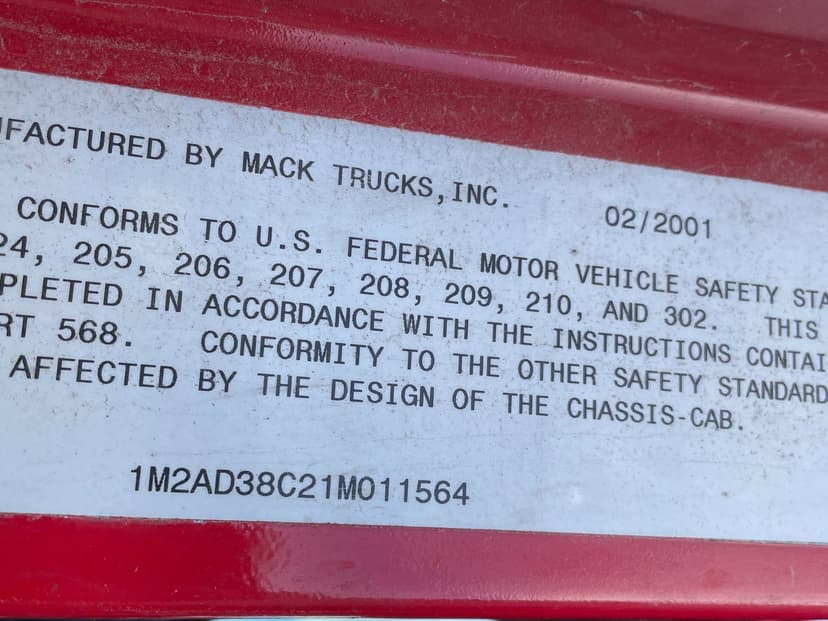 UFACTURED BY MACK TRUCKS,INC. 02/2001
CONFORMS TO U.S. FEDERAL MOTOR VEHICLE SAFETY STA
24, 205, 206, 207, 208, 209, 210, AND 302. THIS
PLETED IN ACCORDANCE WITH THE INSTRUCTIONS CONTAI
RT 568. CONFORMITY TO THE OTHER SAFETY STANDARD
AFFECTED BY THE DESIGN OF THE CHASSIS-CAB.
1M2AD38C21M011564